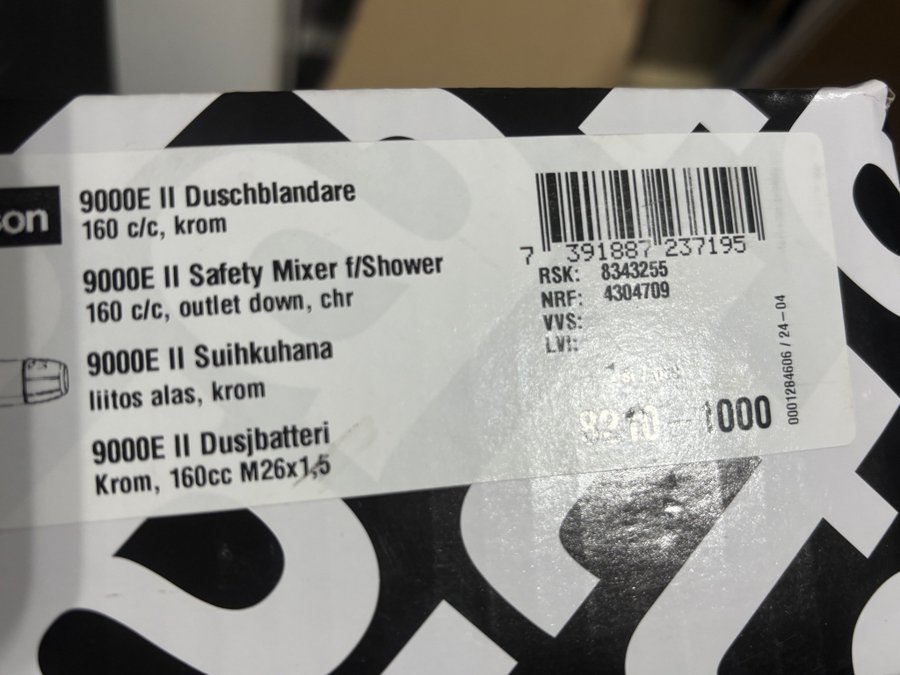 son
9000E II Duschblandare
160 c/c, krom
9000E II Safety Mixer f/Shower
160 c/c, outlet down, chr
9000E II Suihkuhana
liitos alas, krom
9000E II Dusjbatteri
Krom, 160cc M26x1,5
7 391887 237195
RSK: 8343255
NRF: 4304709
VVS:
LVI:
1000
0001284606 / 24-04